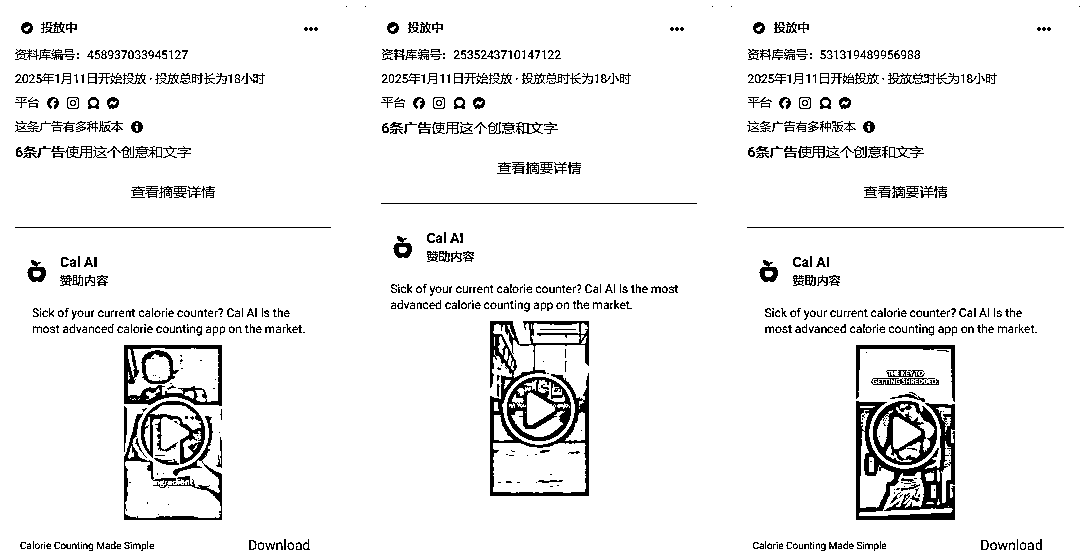 投放中
资料库编号：458937033945127
2025年1月11日开始投放 · 投放总时长为18小时
平台
这条广告有多种版本
6条广告使用这个创意和文字
查看摘要详情
Cal AI
赞助内容
Sick of your current calorie counter? Cal AI Is the
most advanced calorie counting app on the market.
ingredient
Calorie Counting Made Simple
Download
投放中
资料库编号：2535243710147122
2025年1月11日开始投放 · 投放总时长为18小时
平台
6条广告使用这个创意和文字
查看摘要详情
Cal AI
赞助内容
Sick of your current calorie counter? Cal AI Is the most
advanced calorie counting app on the market.
投放中
资料库编号：531319489956988
2025年1月11日开始投放 · 投放总时长为18小时
平台
这条广告有多种版本
6条广告使用这个创意和文字
查看摘要详情
Cal AI
赞助内容
Sick of your current calorie counter? Cal AI Is the
most advanced calorie counting app on the market.
THE KEY TO
GETTING SHREDDED
Calorie Counting Made Simple
Download